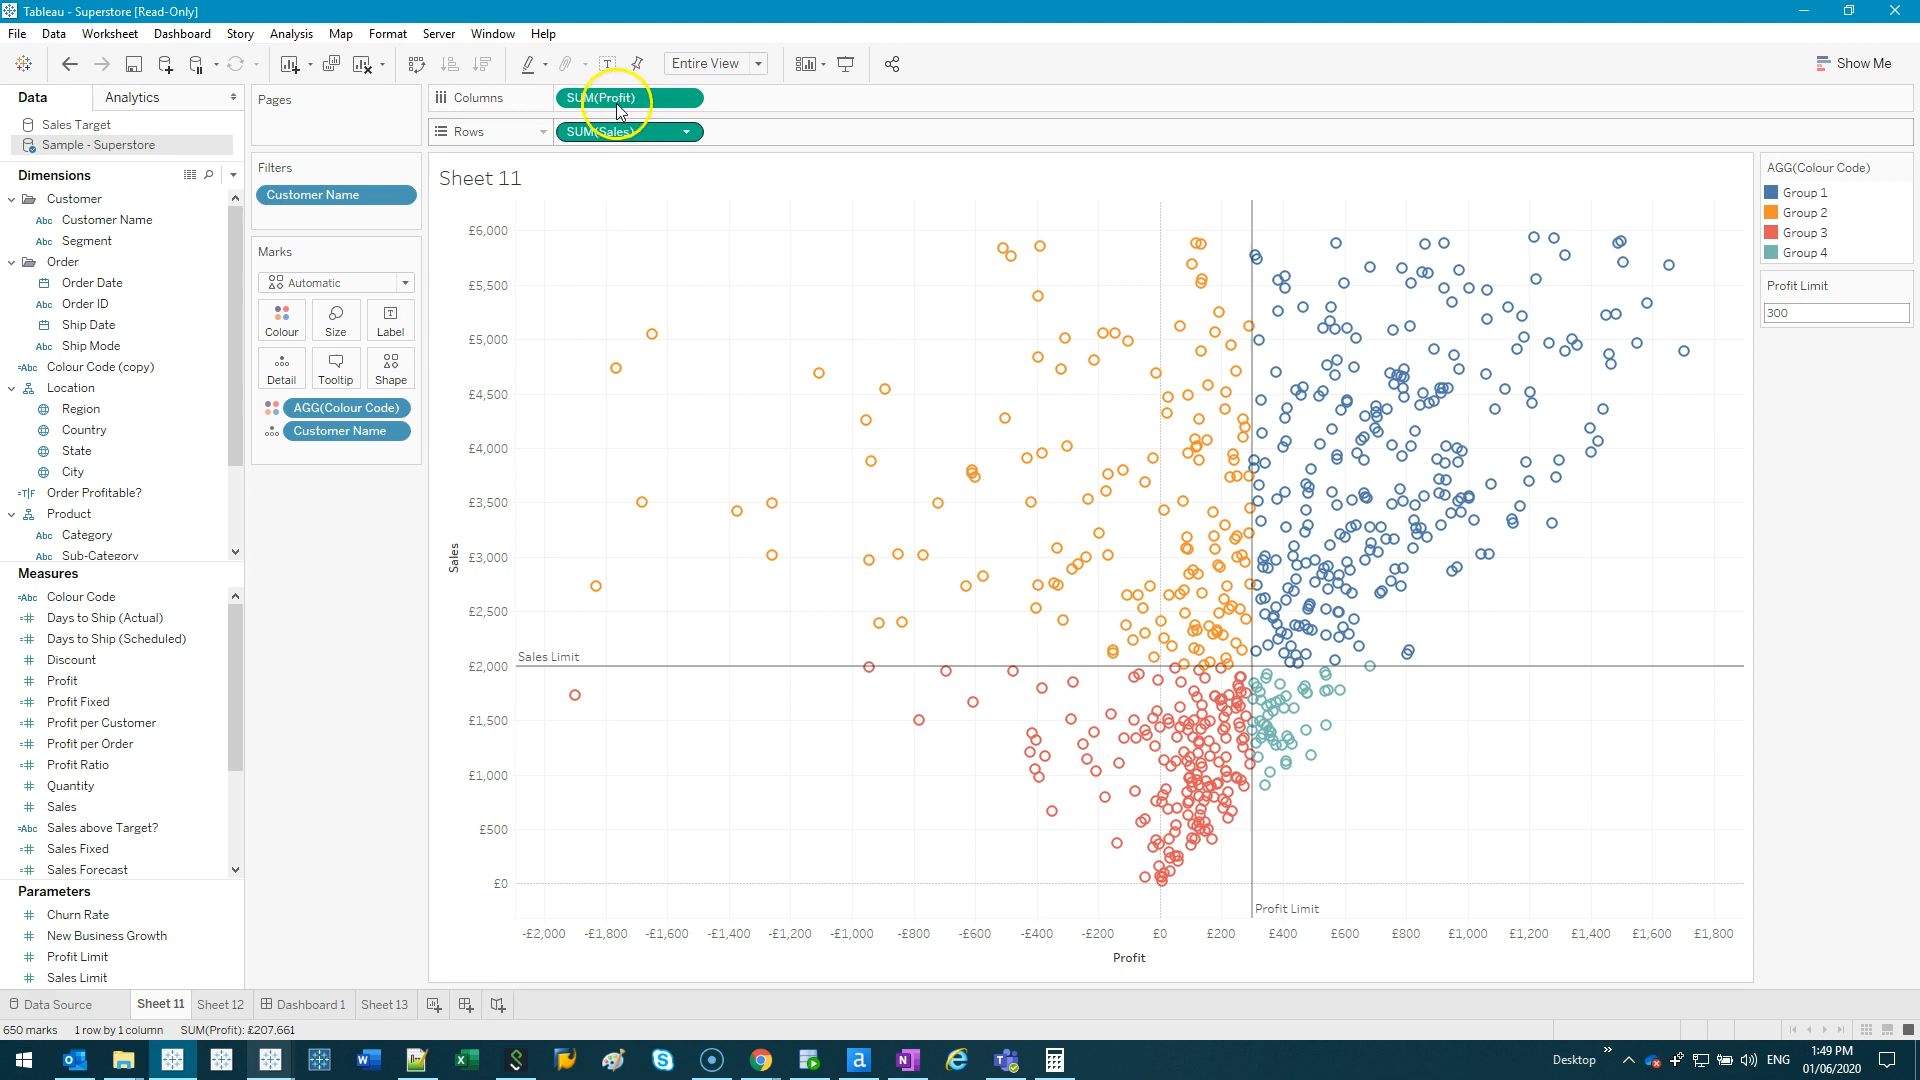 Tableau - Superstore [Read-Only]
File Data Worksheet Dashboard Story Analysis Map Format Server Window Help
Entire View
Show Me
Data
Analytics
Sales Target
Sample - Superstore
Dimensions
Customer
Abc Customer Name
Abc Segment
Order
Order Date
Abc Order ID
Ship Date
Abc Ship Mode
=Abc Colour Code (copy)
Location
Region
Country
State
City
=T|F Order Profitable?
Product
Abc Category
Abc Sub-Category
Measures
=Abc Colour Code
=# Days to Ship (Actual)
=# Days to Ship (Scheduled)
# Discount
# Profit
=# Profit Fixed
=# Profit per Customer
=# Profit per Order
=# Profit Ratio
# Quantity
# Sales
=Abc Sales above Target?
=# Sales Fixed
=# Sales Forecast
Parameters
# Churn Rate
# New Business Growth
# Profit Limit
# Sales Limit
Pages
Filters
Customer Name
Marks
Automatic
Colour Size Label
Detail Tooltip Shape
AGG(Colour Code)
Customer Name
Columns
SUM(Profit)
Rows
SUM(Sales)
Sheet 11
Sales
£6,000
£5,500
£5,000
£4,500
£4,000
£3,500
£3,000
£2,500
£2,000
£1,500
£1,000
£500
£0
Sales Limit
Profit Limit
-£2,000 -£1,800 -£1,600 -£1,400 -£1,200 -£1,000 -£800 -£600 -£400 -£200 £0 £200 £400 £600 £800 £1,000 £1,200 £1,400 £1,600 £1,800
Profit
AGG(Colour Code)
Group 1
Group 2
Group 3
Group 4
Profit Limit
300
Data Source Sheet 11 Sheet 12 Dashboard 1 Sheet 13
650 marks 1 row by 1 column SUM(Profit): £207,661
Desktop
ENG
1:49 PM
01/06/2020